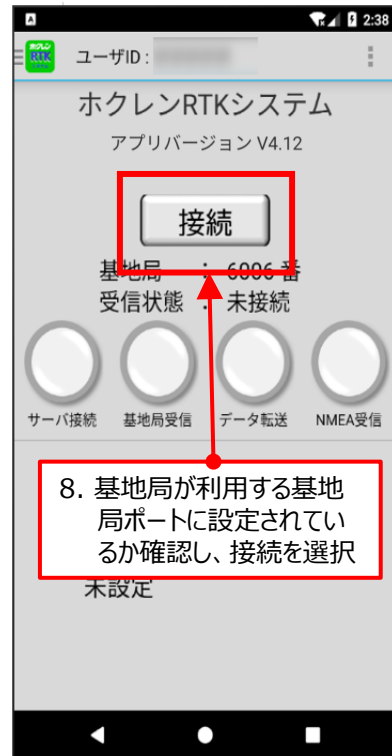 A
2:38
ホクレン
RTK
ユーザID :
ホクレンRTKシステム
アプリバージョン V4.12
接続
基地局 : 6006 番
受信状態 : 未接続
サーバ接続 基地局受信 データ転送 NMEA受信
8. 基地局が利用する基地
局ポートに設定されてい
るか確認し、接続を選択
未設定